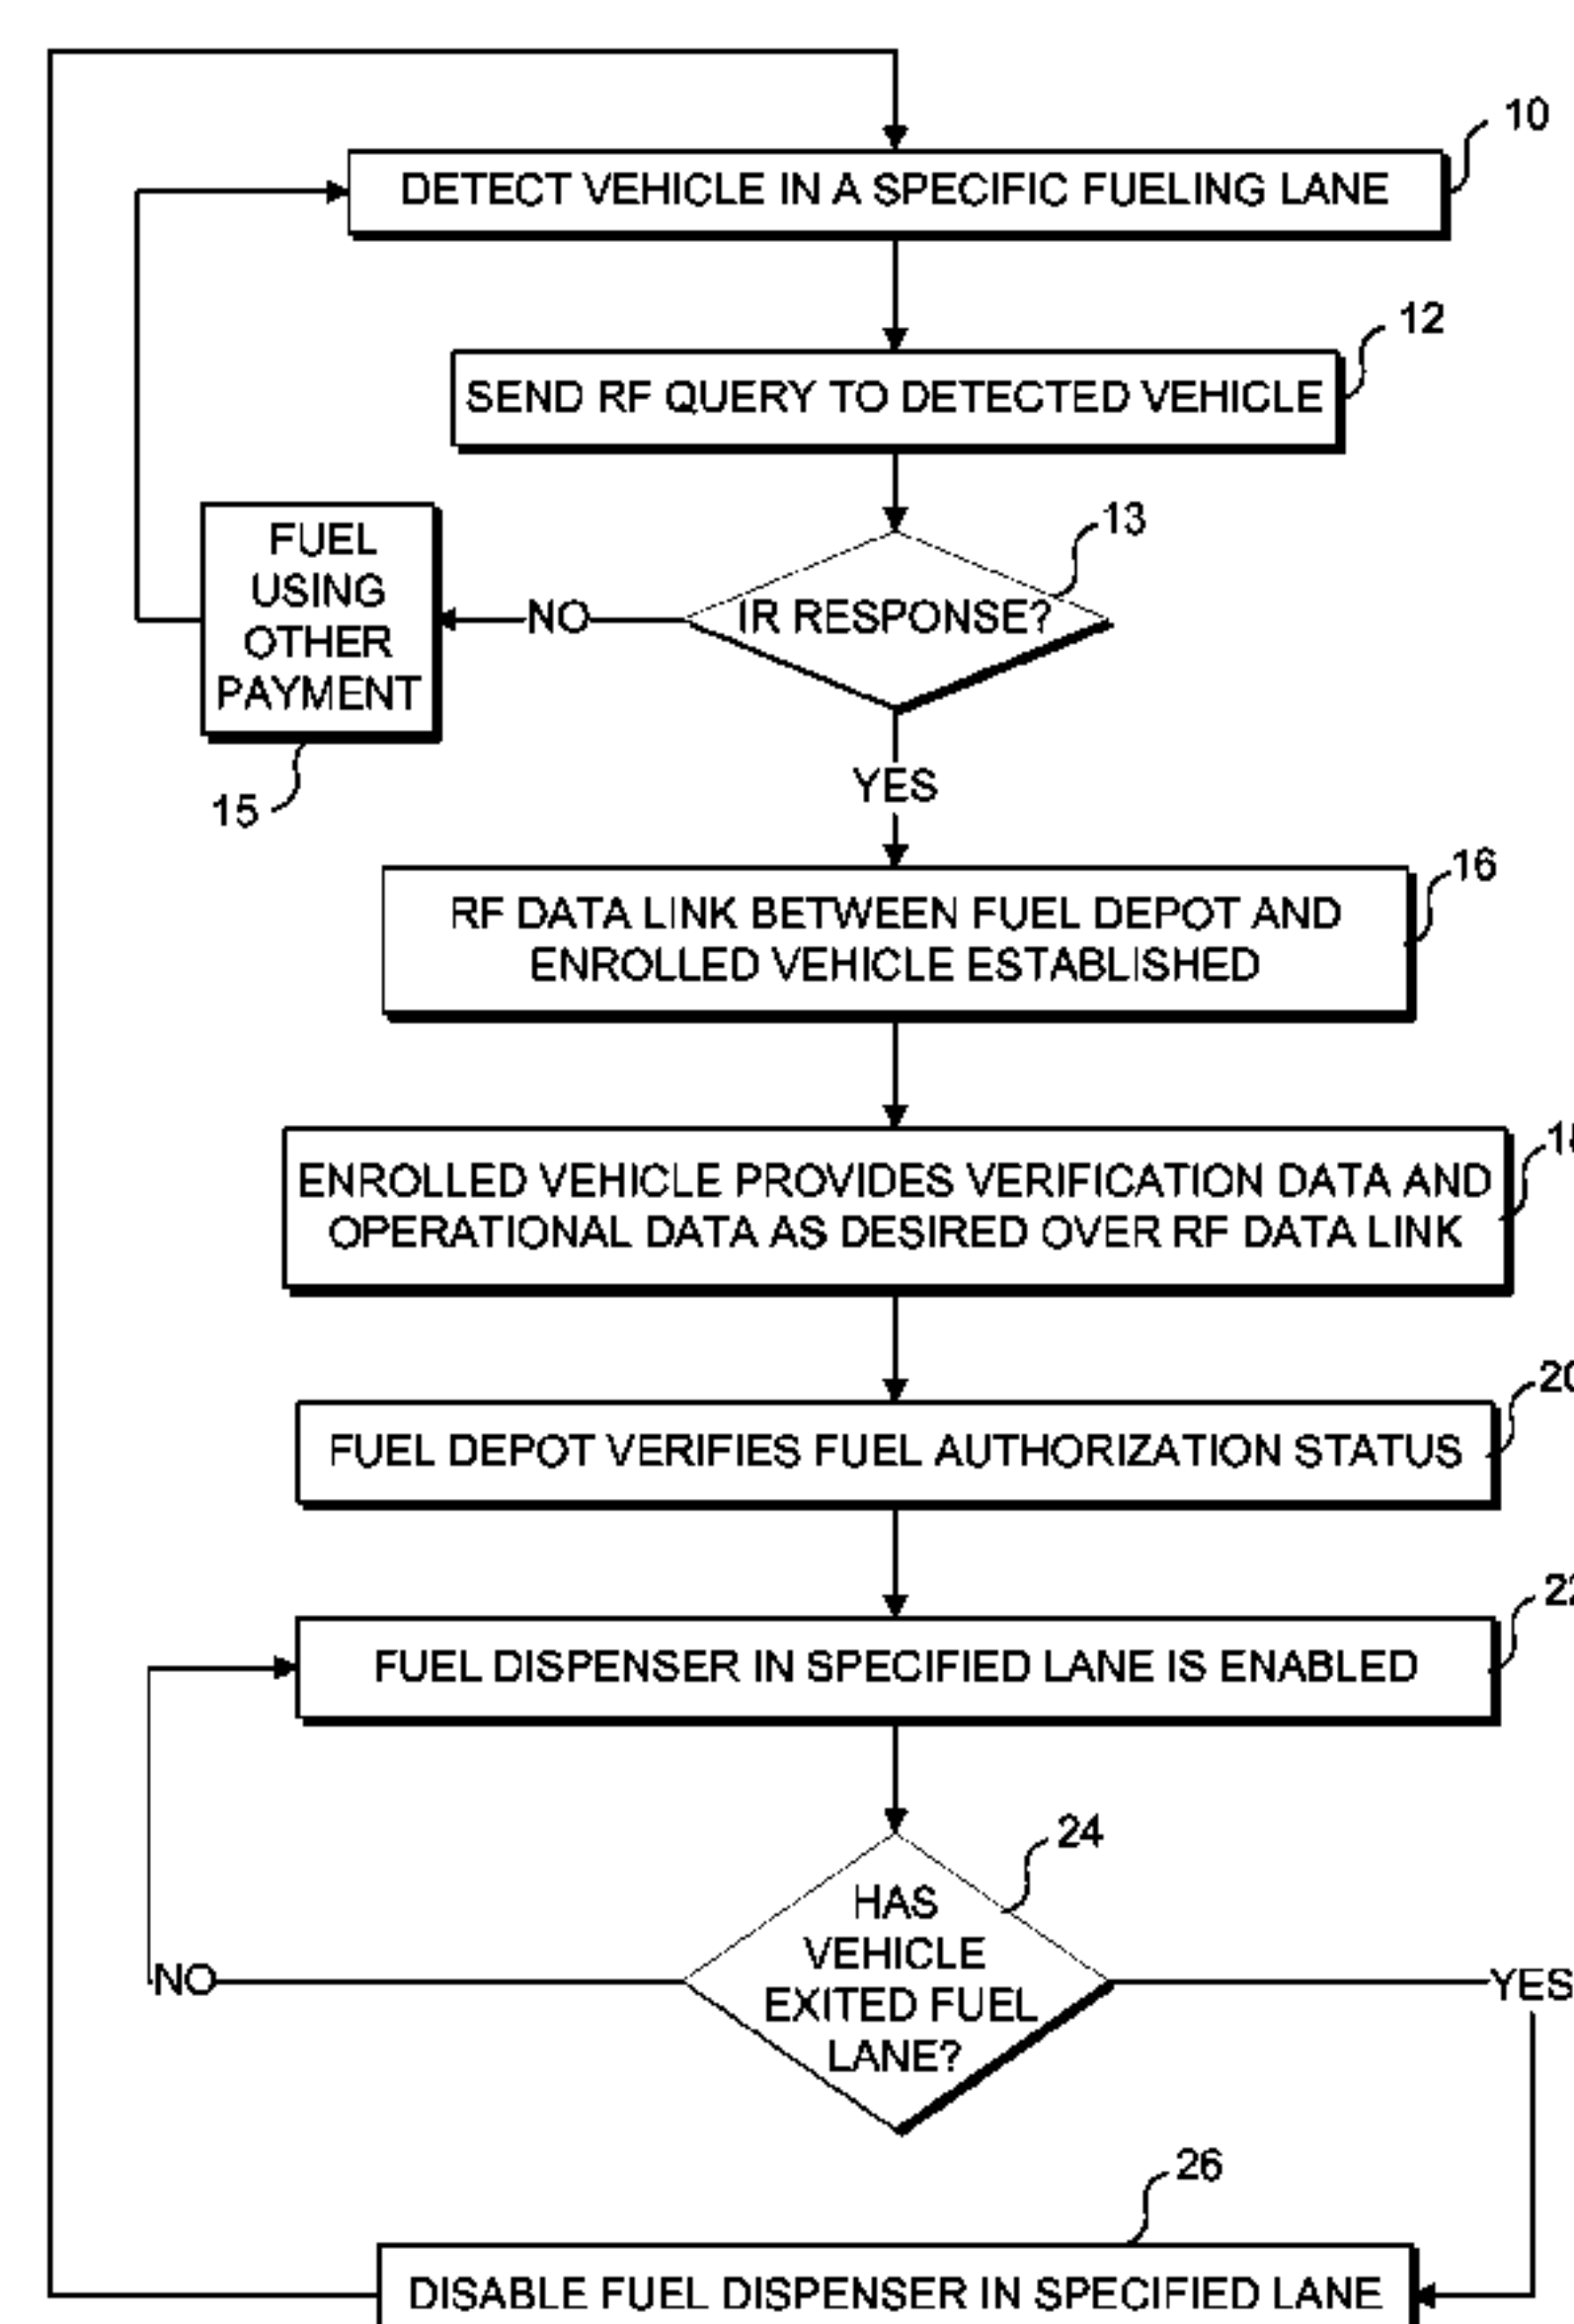 10
DETECT VEHICLE IN A SPECIFIC FUELING LANE
12
SEND RF QUERY TO DETECTED VEHICLE
13
IR RESPONSE?
NO
FUEL
USING
OTHER
PAYMENT
15
YES
16
RF DATA LINK BETWEEN FUEL DEPOT AND
ENROLLED VEHICLE ESTABLISHED
ENROLLED VEHICLE PROVIDES VERIFICATION DATA AND
OPERATIONAL DATA AS DESIRED OVER RF DATA LINK
20
FUEL DEPOT VERIFIES FUEL AUTHORIZATION STATUS
22
FUEL DISPENSER IN SPECIFIED LANE IS ENABLED
24
HAS
VEHICLE
EXITED FUEL
LANE?
NO
YES
26
DISABLE FUEL DISPENSER IN SPECIFIED LANE